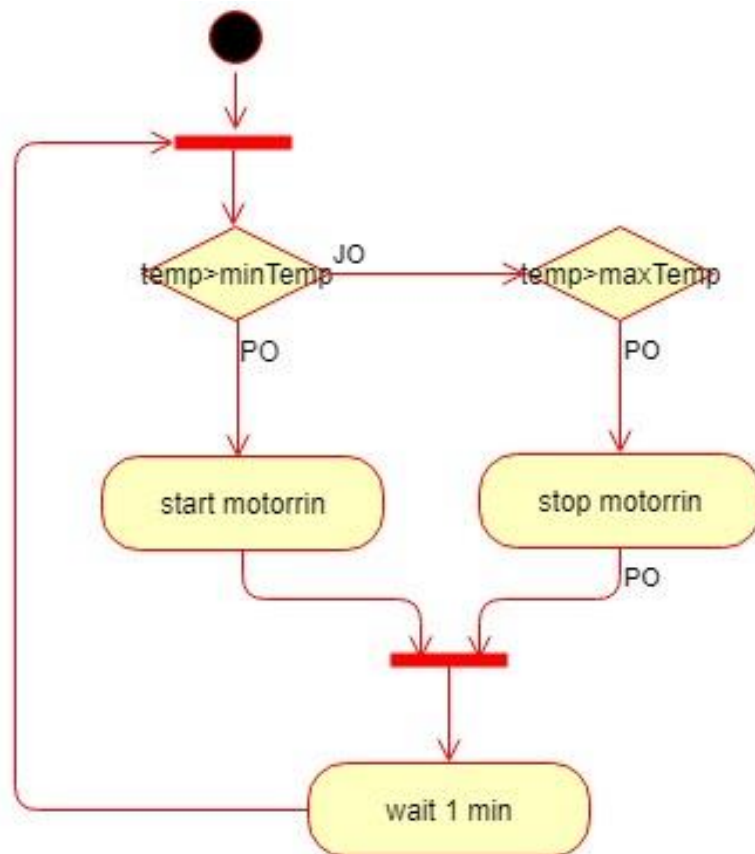 temp>minTemp
JO
temp>maxTemp
PO
PO
start motorrin
stop motorrin
PO
wait 1 min